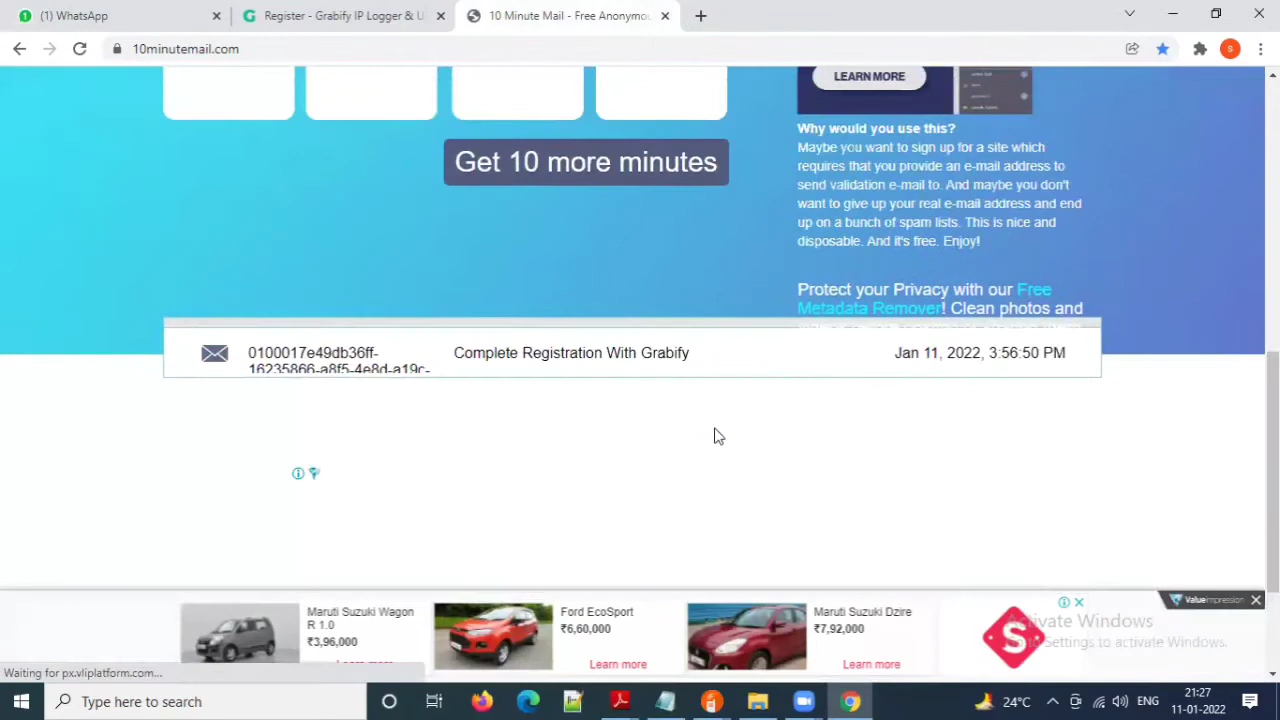 (1) WhatsApp
Register - Grabify IP Logger & U
10 Minute Mail - Free Anonymou
10minutemail.com
S
LEARN MORE
Get 10 more minutes
Why would you use this?
Maybe you want to sign up for a site which
requires that you provide an e-mail address to
send validation e-mail to. And maybe you don't
want to give up your real e-mail address and end
up on a bunch of spam lists. This is nice and
disposable. And it's free. Enjoy!
Protect your Privacy with our Free
Metadata Remover! Clean photos and
0100017e49db36ff-
16235866-a8f5-4e8d-a19c-
Complete Registration With Grabify
Jan 11, 2022, 3:56:50 PM
Maruti Suzuki Wagon
R 1.0
₹3,96,000
Learn more
Ford EcoSport
₹6,60,000
Learn more
Maruti Suzuki Dzire
₹7,92,000
Learn more
S
ValueImpression
Activate Windows
Go to Settings to activate Windows.
Waiting for px.vliplatform.com...
Type here to search
24°C
ENG
21:27
11-01-2022